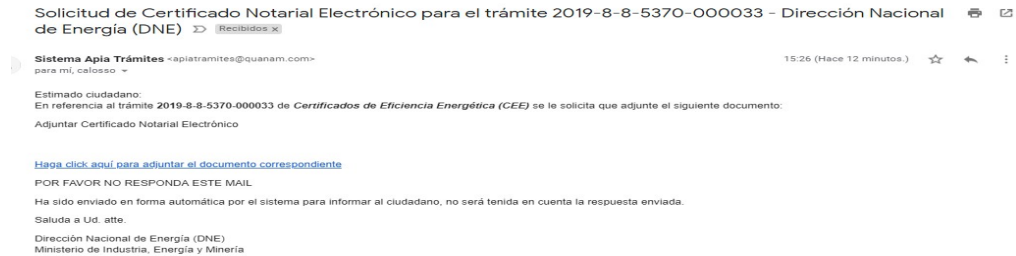 Solicitud de Certificado Notarial Electrónico para el trámite 2019-8-8-5370-000033 - Dirección Nacional
de Energía (DNE) Recibidos x
Sistema Apia Trámites <apiatramites@quanam.com> 15:26 (Hace 12 minutos.)
para mí, calosso
Estimado ciudadano:
En referencia al trámite 2019-8-8-5370-000033 de Certificados de Eficiencia Energética (CEE) se le solicita que adjunte el siguiente documento:
Adjuntar Certificado Notarial Electrónico
Haga click aquí para adjuntar el documento correspondiente
POR FAVOR NO RESPONDA ESTE MAIL
Ha sido enviado en forma automática por el sistema para informar al ciudadano, no será tenida en cuenta la respuesta enviada.
Saluda a Ud. atte.
Dirección Nacional de Energía (DNE)
Ministerio de Industria, Energía y Minería